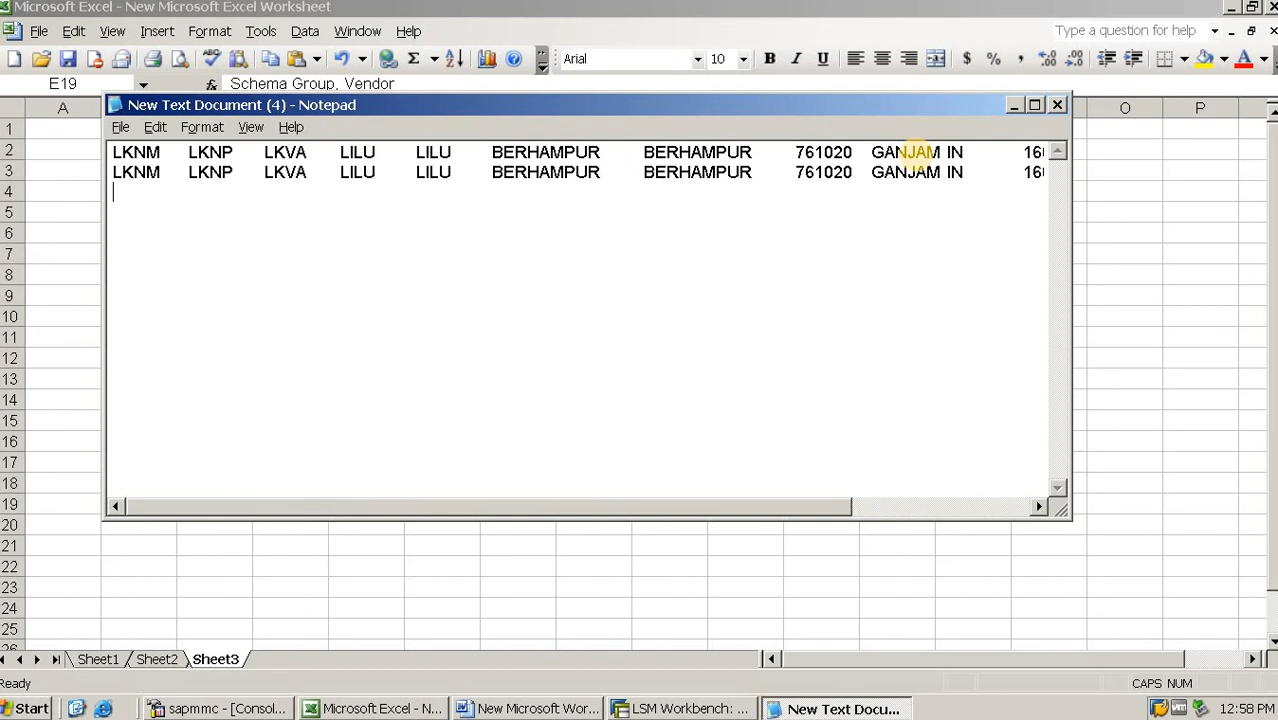 Microsoft Excel - New Microsoft Excel Worksheet
File Edit View Insert Format Tools Data Window Help Type a question for help
Arial 10 B I U $ % ,
E19 fx Schema Group, Vendor
A O P
New Text Document (4) - Notepad
File Edit Format View Help
LKNM LKNP LKVA LILU LILU BERHAMPUR BERHAMPUR 761020 GANJAM IN 16
LKNM LKNP LKVA LILU LILU BERHAMPUR BERHAMPUR 761020 GANJAM IN 16
1
2
3
4
5
6
7
8
9
10
11
12
13
14
15
16
17
18
19
20
21
22
23
24
25
Sheet1 Sheet2 Sheet3
Ready CAPS NUM
Start sapmmc - [Consol... Microsoft Excel - N... New Microsoft Wor... LSM Workbench: ... New Text Docu... 12:58 PM